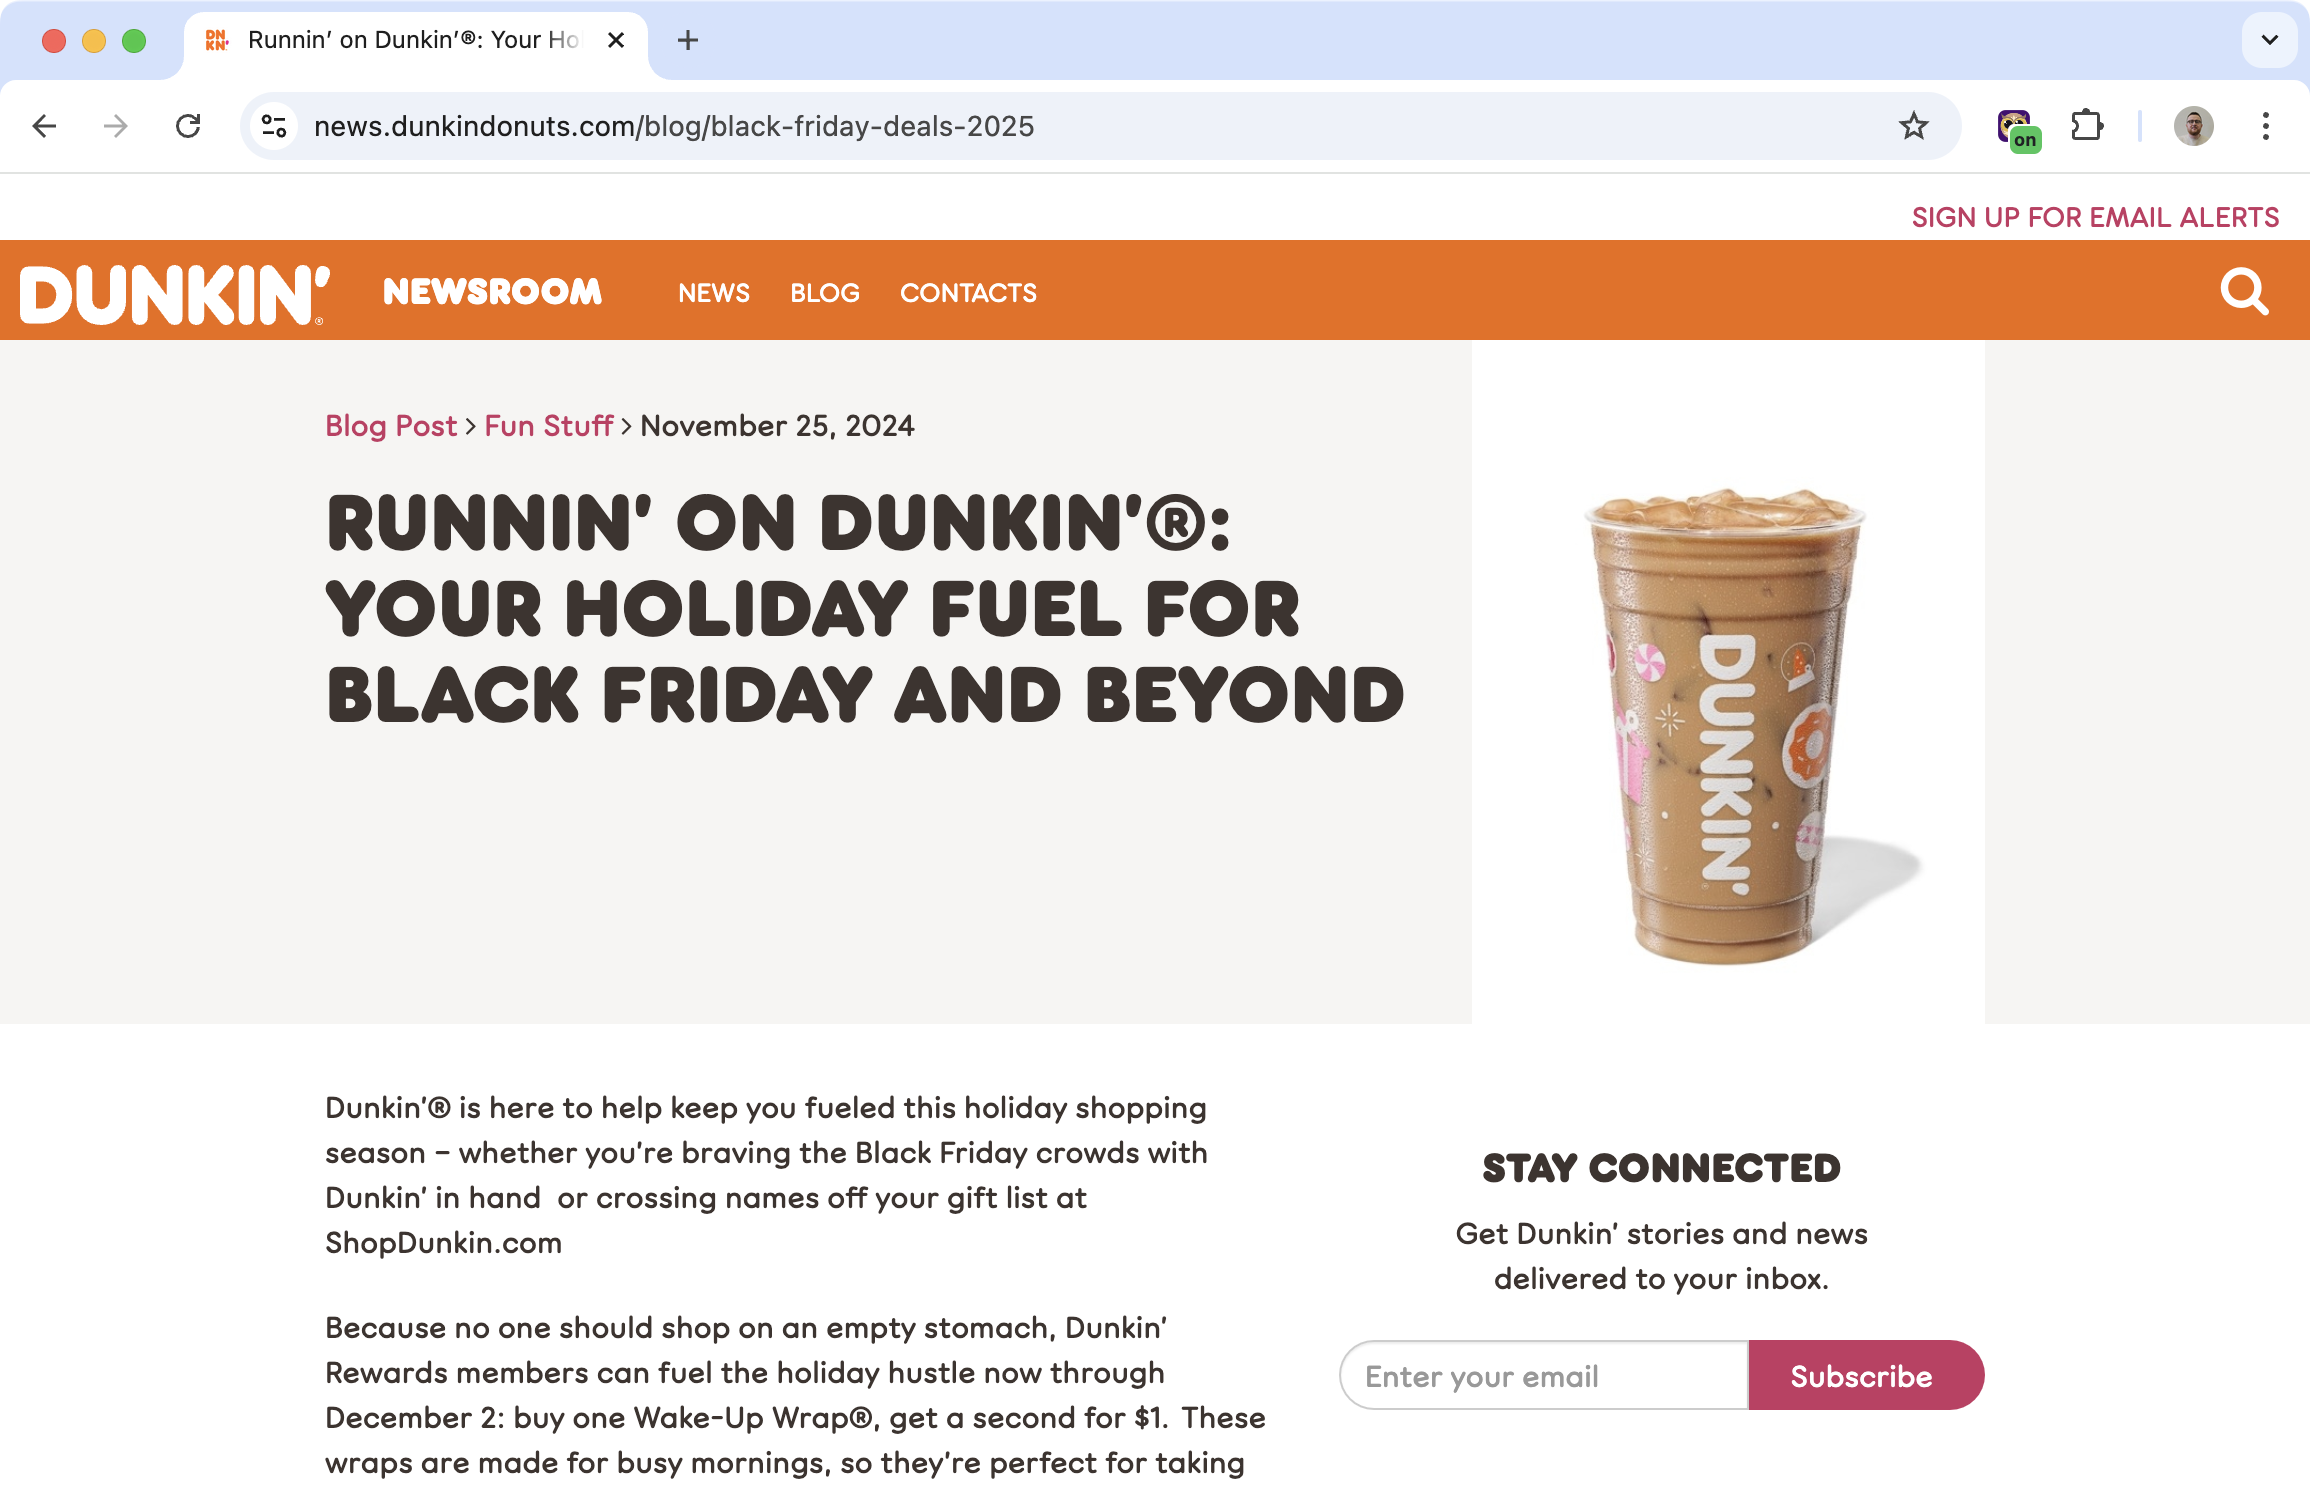 Runnin' on Dunkin'®: Your Ho
news.dunkindonuts.com/blog/black-friday-deals-2025
on
SIGN UP FOR EMAIL ALERTS
DUNKIN'®
NEWSROOM
NEWS
BLOG
CONTACTS
Blog Post > Fun Stuff > November 25, 2024
RUNNIN' ON DUNKIN'®:
YOUR HOLIDAY FUEL FOR
BLACK FRIDAY AND BEYOND
DUNKIN'
Dunkin'® is here to help keep you fueled this holiday shopping
season – whether you're braving the Black Friday crowds with
Dunkin' in hand  or crossing names off your gift list at
ShopDunkin.com
Because no one should shop on an empty stomach, Dunkin'
Rewards members can fuel the holiday hustle now through
December 2: buy one Wake-Up Wrap®, get a second for $1.  These
wraps are made for busy mornings, so they're perfect for taking
STAY CONNECTED
Get Dunkin' stories and news
delivered to your inbox.
Enter your email
Subscribe